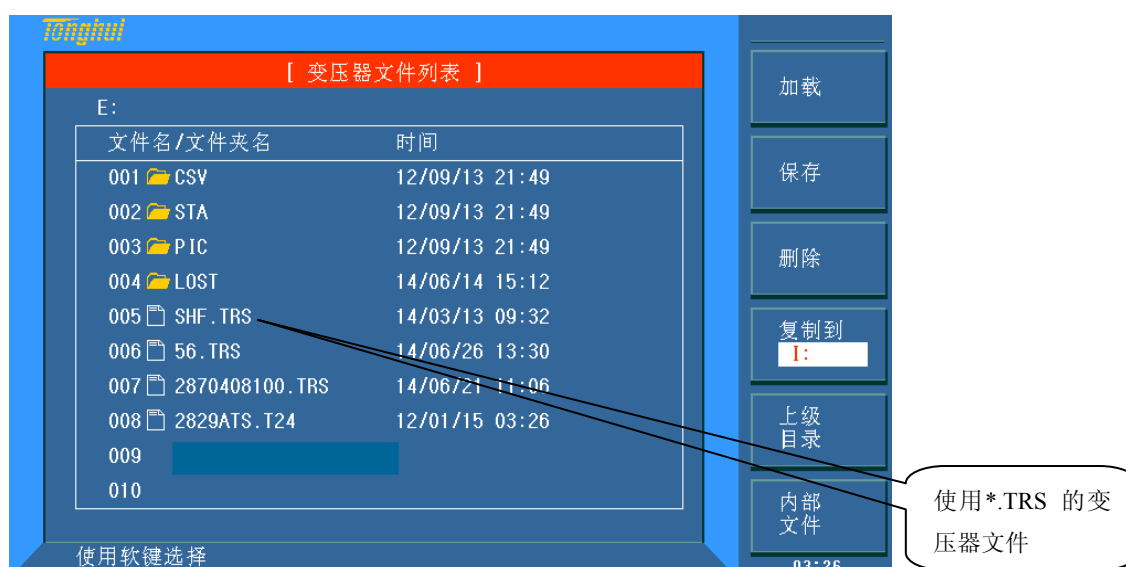 Tonghui
[ 变压器文件列表 ]
E:
文件名/文件夹名 时间
001 CSV 12/09/13 21:49
002 STA 12/09/13 21:49
003 PIC 12/09/13 21:49
004 LOST 14/06/14 15:12
005 SHF.TRS 14/03/13 09:32
006 56.TRS 14/06/26 13:30
007 2870408100.TRS 14/06/21 11:06
008 2829ATS.T24 12/01/15 03:26
009
010
使用软键选择
加载
保存
删除
复制到
I:
上级
目录
内部
文件
03:26
使用*.TRS 的变
压器文件